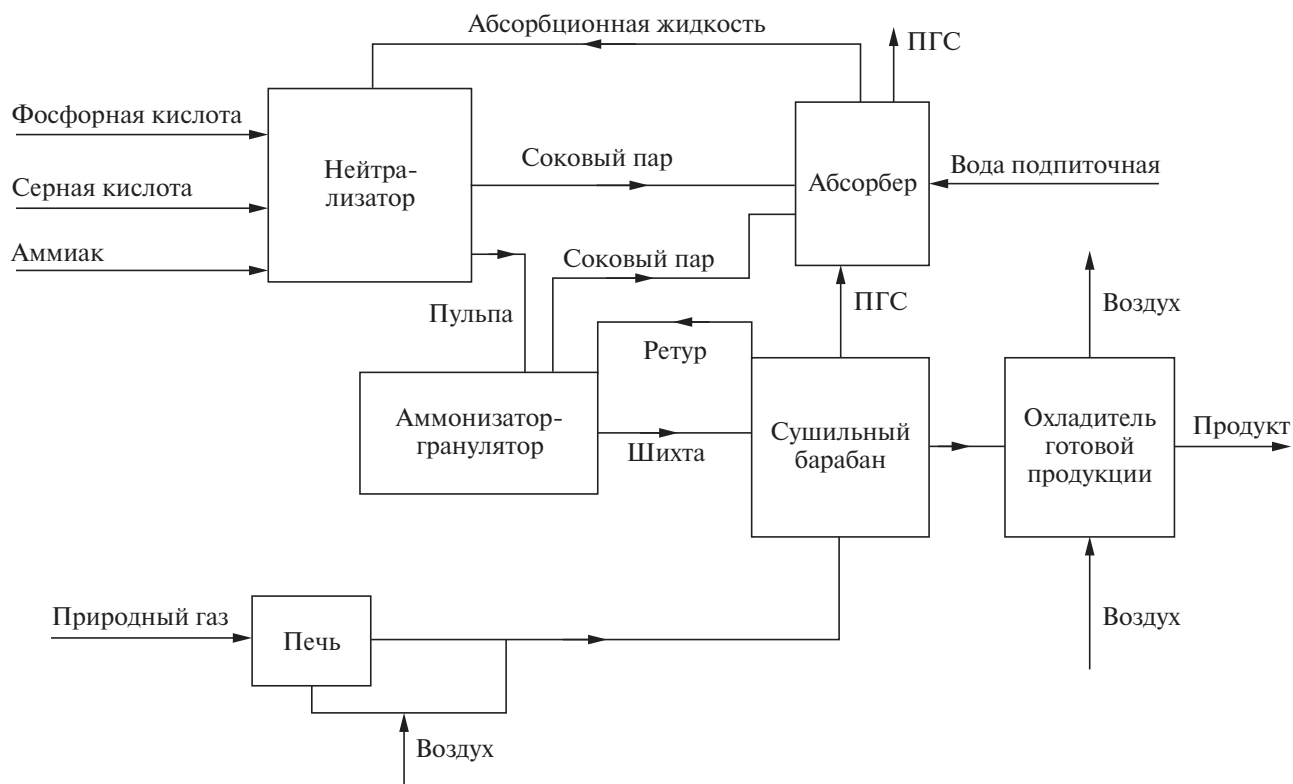 Абсорбционная жидкость
ПГС
Фосфорная кислота
Нейтра-
лизатор
Соковый пар
Абсорбер
Вода подпиточная
Серная кислота
Аммиак
Соковый пар
Пульпа
ПГС
Воздух
Ретур
Аммонизатор-
гранулятор
Шихта
Сушильный
барабан
Охладитель
готовой
продукции
Продукт
Природный газ
Печь
Воздух
Воздух